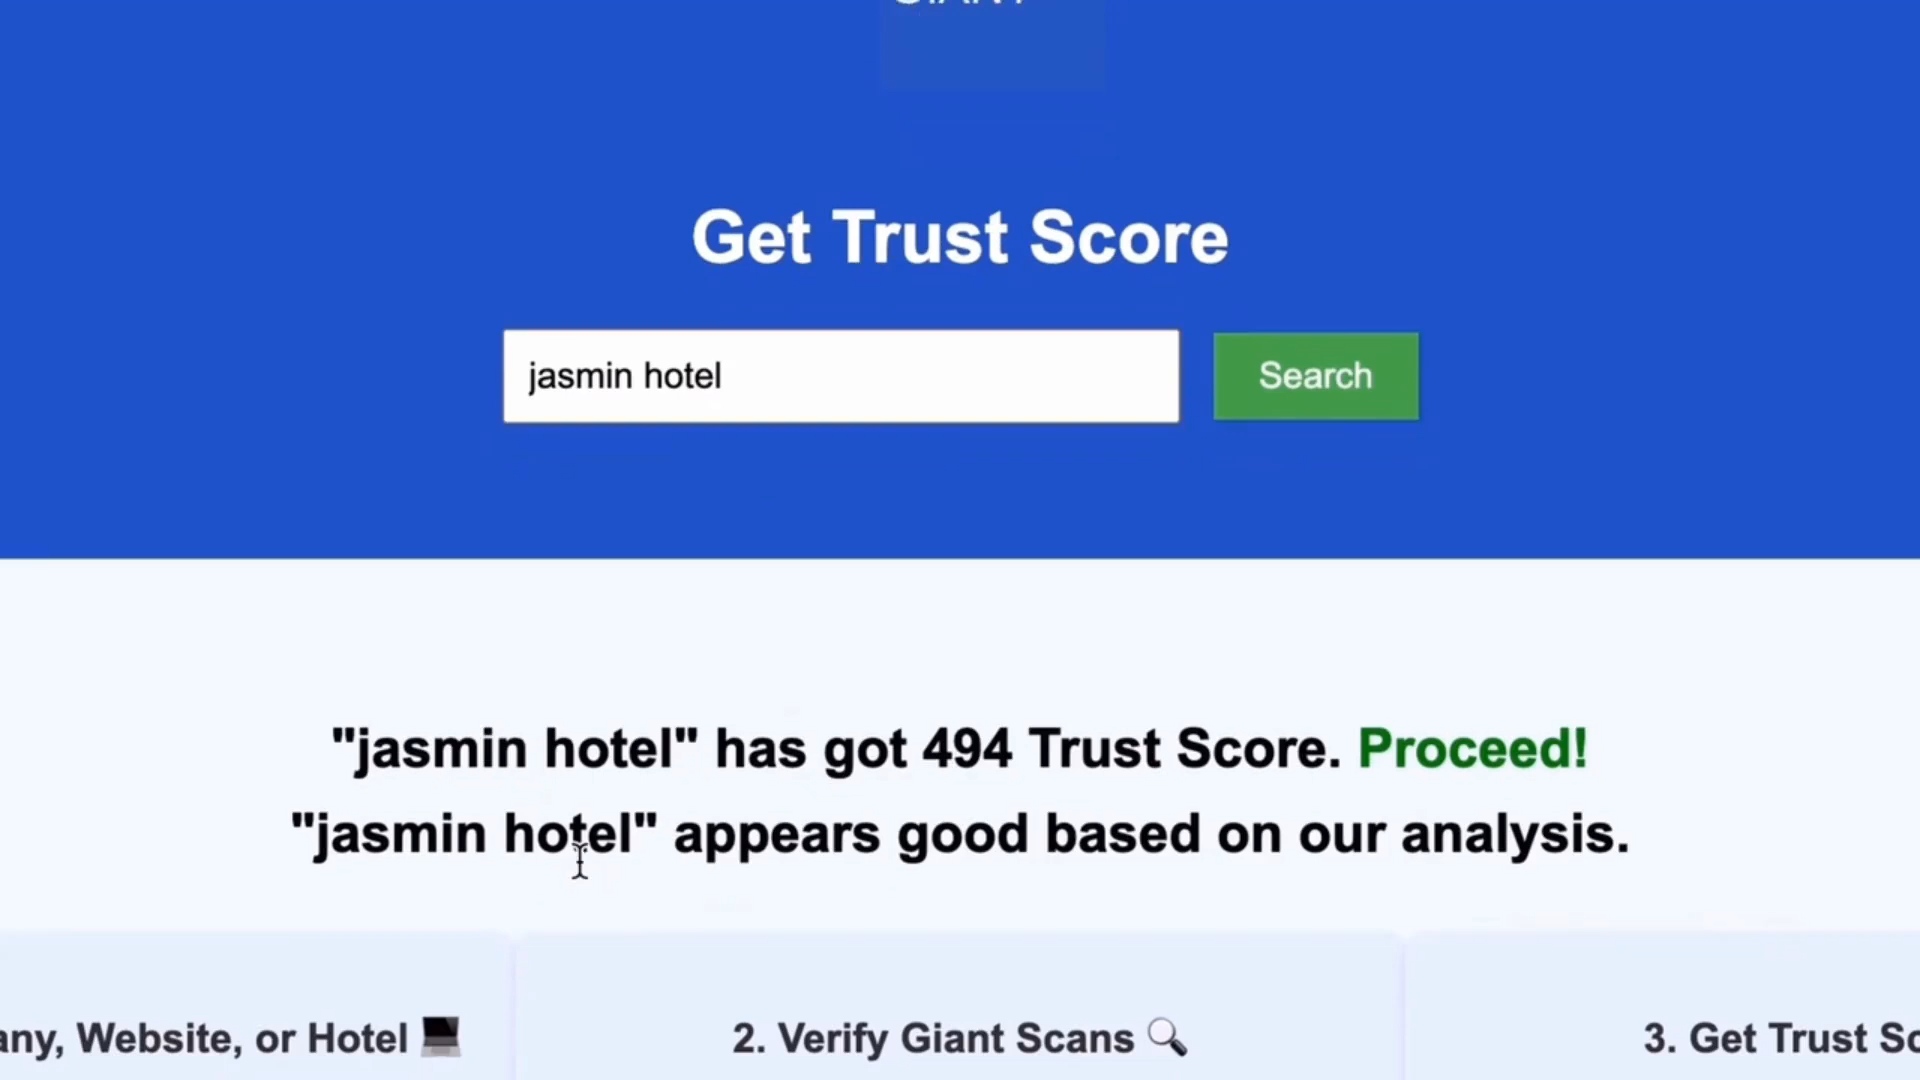 Get Trust Score
jasmin hotel
Search
"jasmin hotel" has got 494 Trust Score. Proceed!
"jasmin hotel" appears good based on our analysis.
any, Website, or Hotel 💻
2. Verify Giant Scans 🔍
3. Get Trust Sc